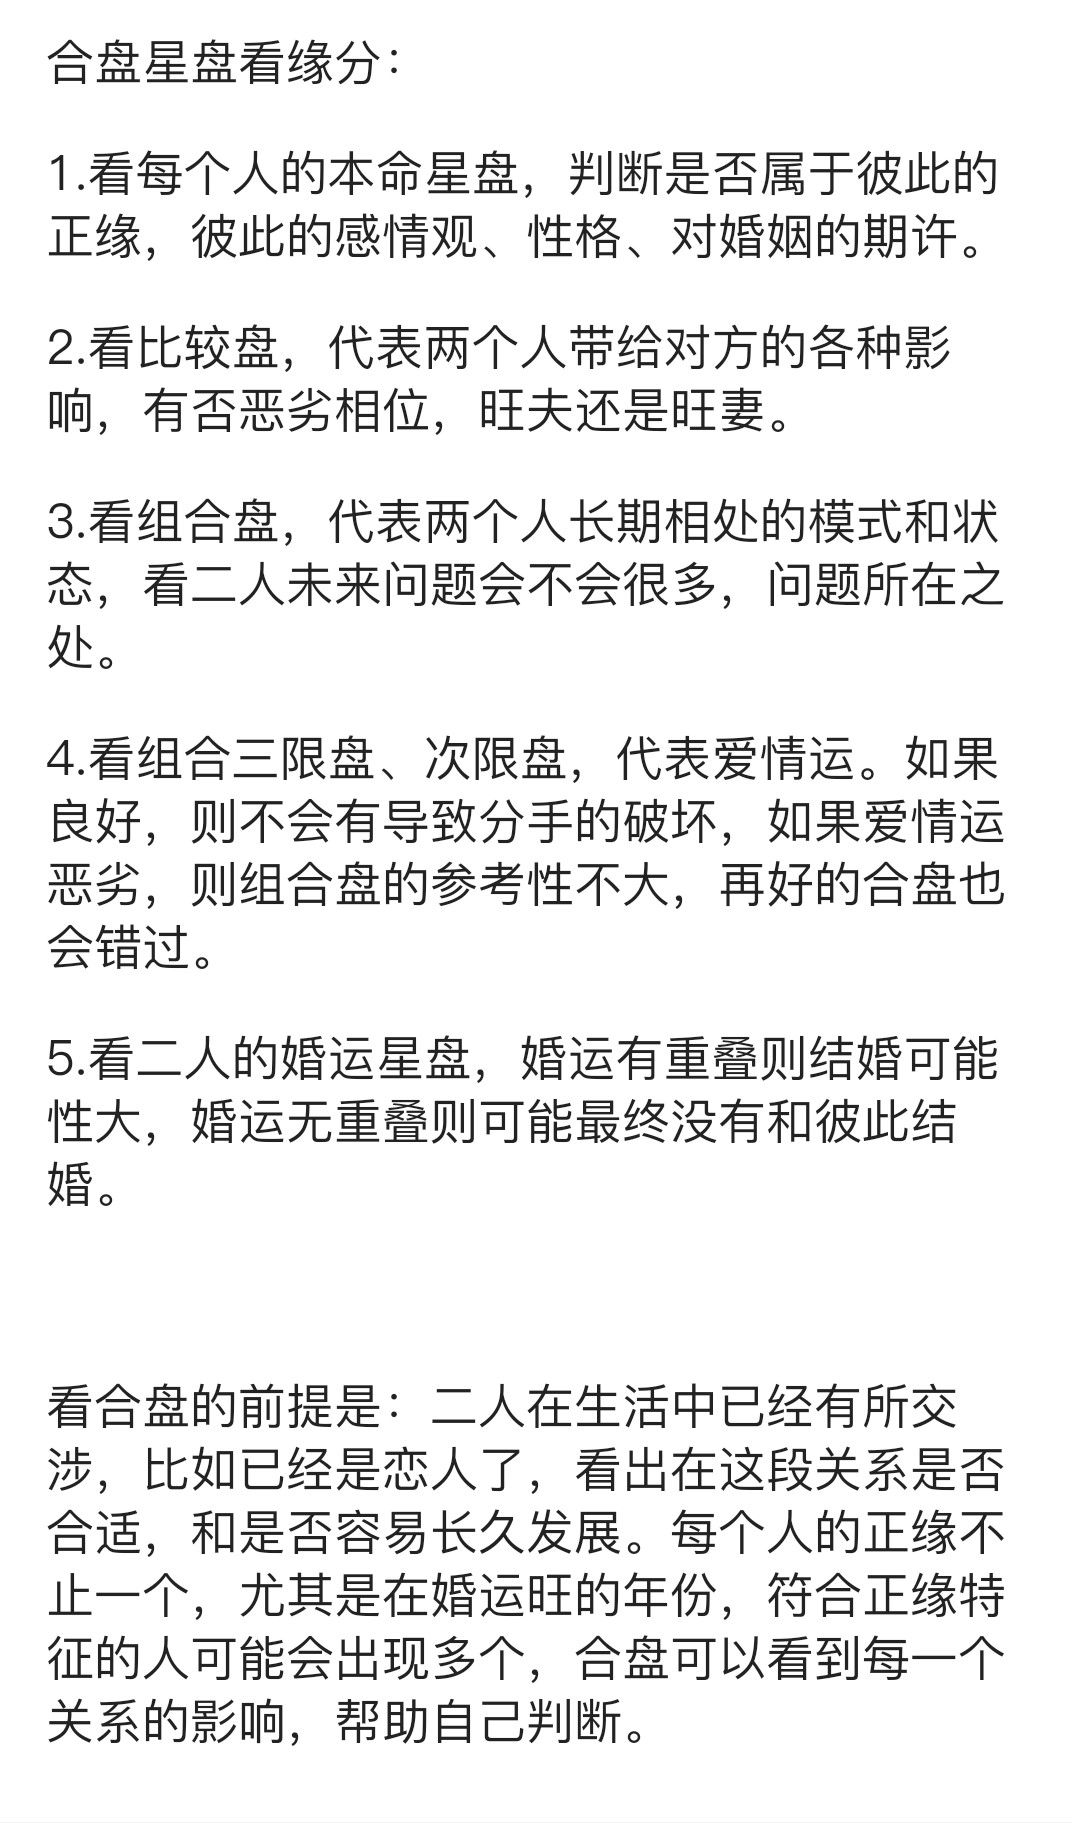 合盘星盘看缘分：
1.看每个人的本命星盘，判断是否属于彼此的
正缘，彼此的感情观、性格、对婚姻的期许。
2.看比较盘，代表两个人带给对方的各种影
响，有否恶劣相位，旺夫还是旺妻。
3.看组合盘，代表两个人长期相处的模式和状
态，看二人未来问题会不会很多，问题所在之
处。
4.看组合三限盘、次限盘，代表爱情运。如果
良好，则不会有导致分手的破坏，如果爱情运
恶劣，则组合盘的参考性不大，再好的合盘也
会错过。
5.看二人的婚运星盘，婚运有重叠则结婚可能
性大，婚运无重叠则可能最终没有和彼此结
婚。
看合盘的前提是：二人在生活中已经有所交
涉，比如已经是恋人了，看出在这段关系是否
合适，和是否容易长久发展。每个人的正缘不
止一个，尤其是在婚运旺的年份，符合正缘特
征的人可能会出现多个，合盘可以看到每一个
关系的影响，帮助自己判断。